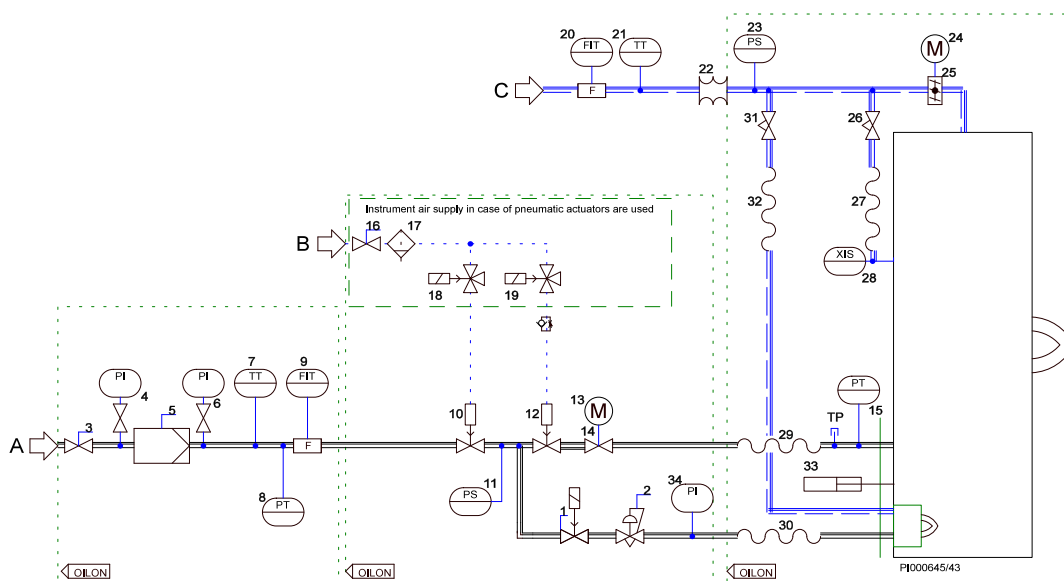 20
21
23
24
FIT
TT
PS
M
22
25
C
F
31
26
Instrument air supply in case of pneumatic actuators are used
32
27
B
16
17
XIS
28
18
19
7
9
PI
PI
TT
FIT
PT
4
5
6
10
12
13
M
TP
15
3
14
A
F
29
8
PT
PS
11
34
PI
33
2
1
30
OILON
OILON
OILON
PI000645/43